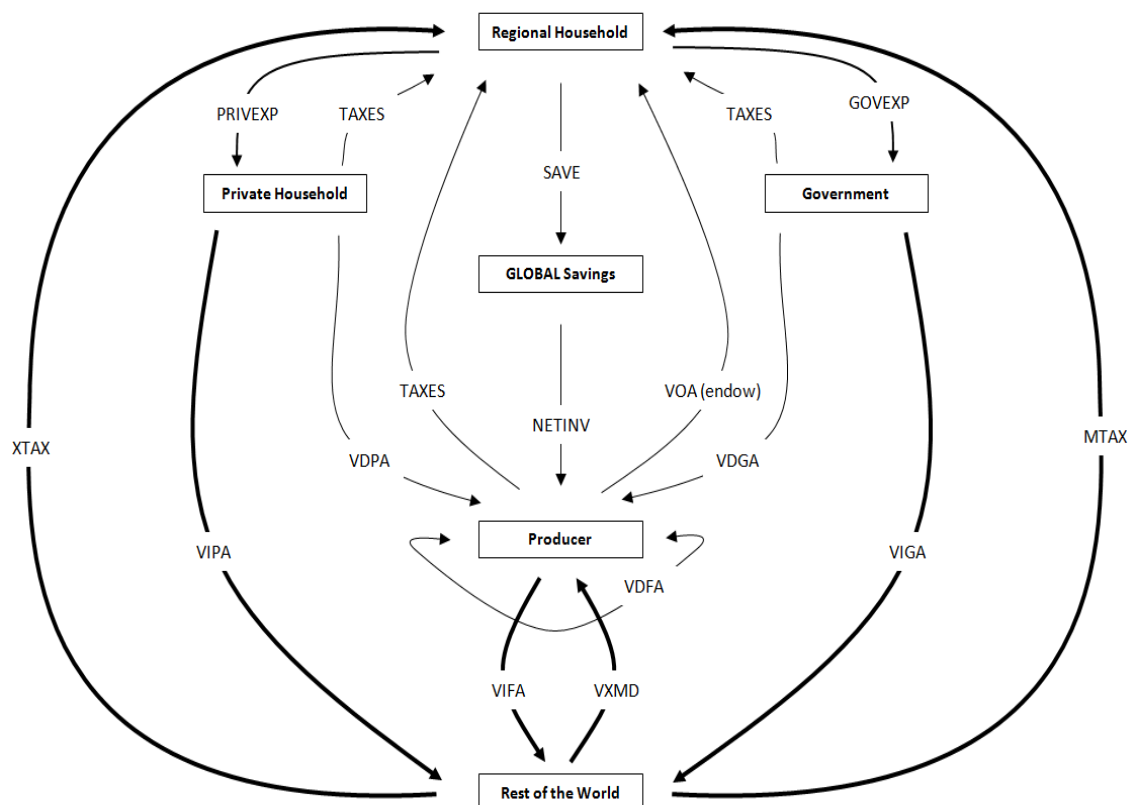 Regional Household
PRIVEXP
TAXES
TAXES
GOVEXP
SAVE
Private Household
Government
GLOBAL Savings
TAXES
VOA (endow)
NETINV
XTAX
MTAX
VDPA
VDGA
Producer
VIPA
VIGA
VDFA
VIFA
VXMD
Rest of the World